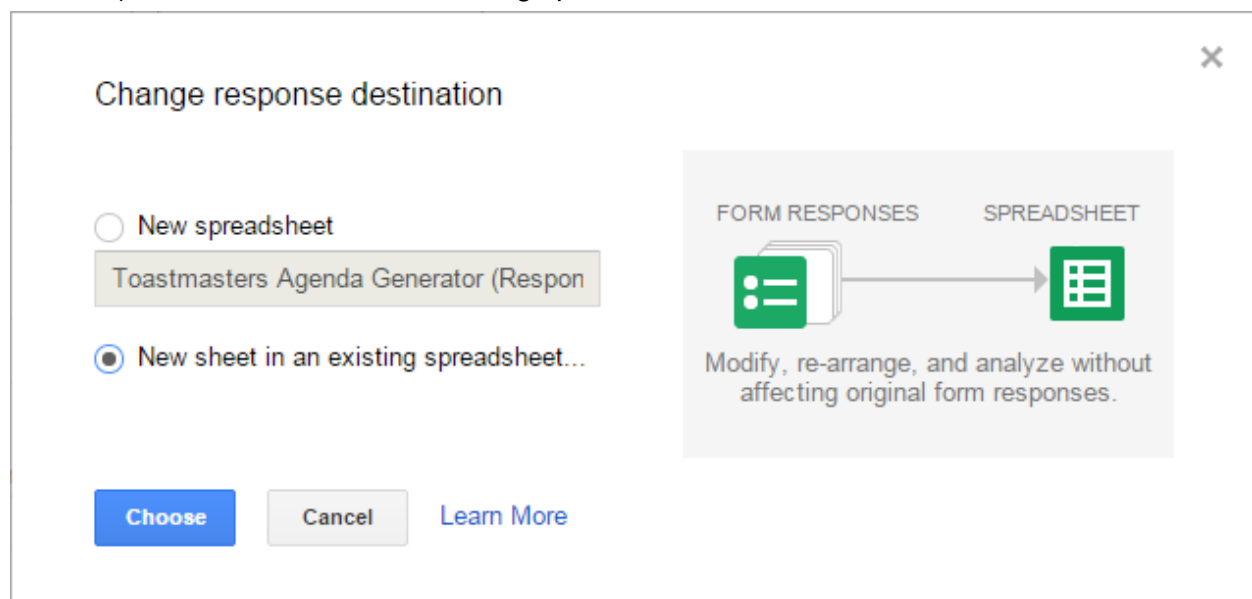 Change response destination
New spreadsheet
Toastmasters Agenda Generator (Respon
New sheet in an existing spreadsheet...
FORM RESPONSES SPREADSHEET
Modify, re-arrange, and analyze without
affecting original form responses.
Choose Cancel Learn More